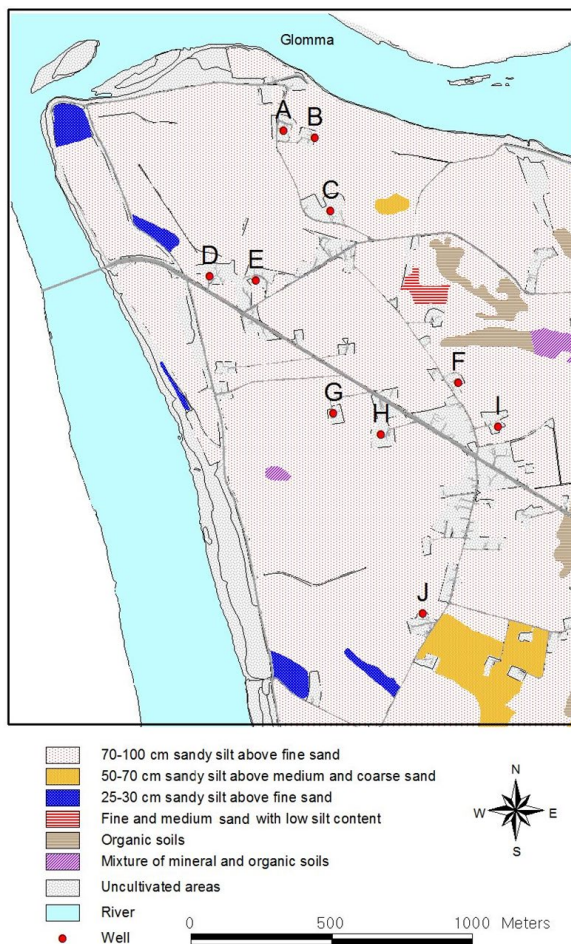 Glomma
A
B
C
D
E
F
G
H
I
J
70-100 cm sandy silt above fine sand
50-70 cm sandy silt above medium and coarse sand
25-30 cm sandy silt above fine sand
Fine and medium sand with low silt content
Organic soils
Mixture of mineral and organic soils
Uncultivated areas
River
Well
N
W E
S
0 500 1000 Meters